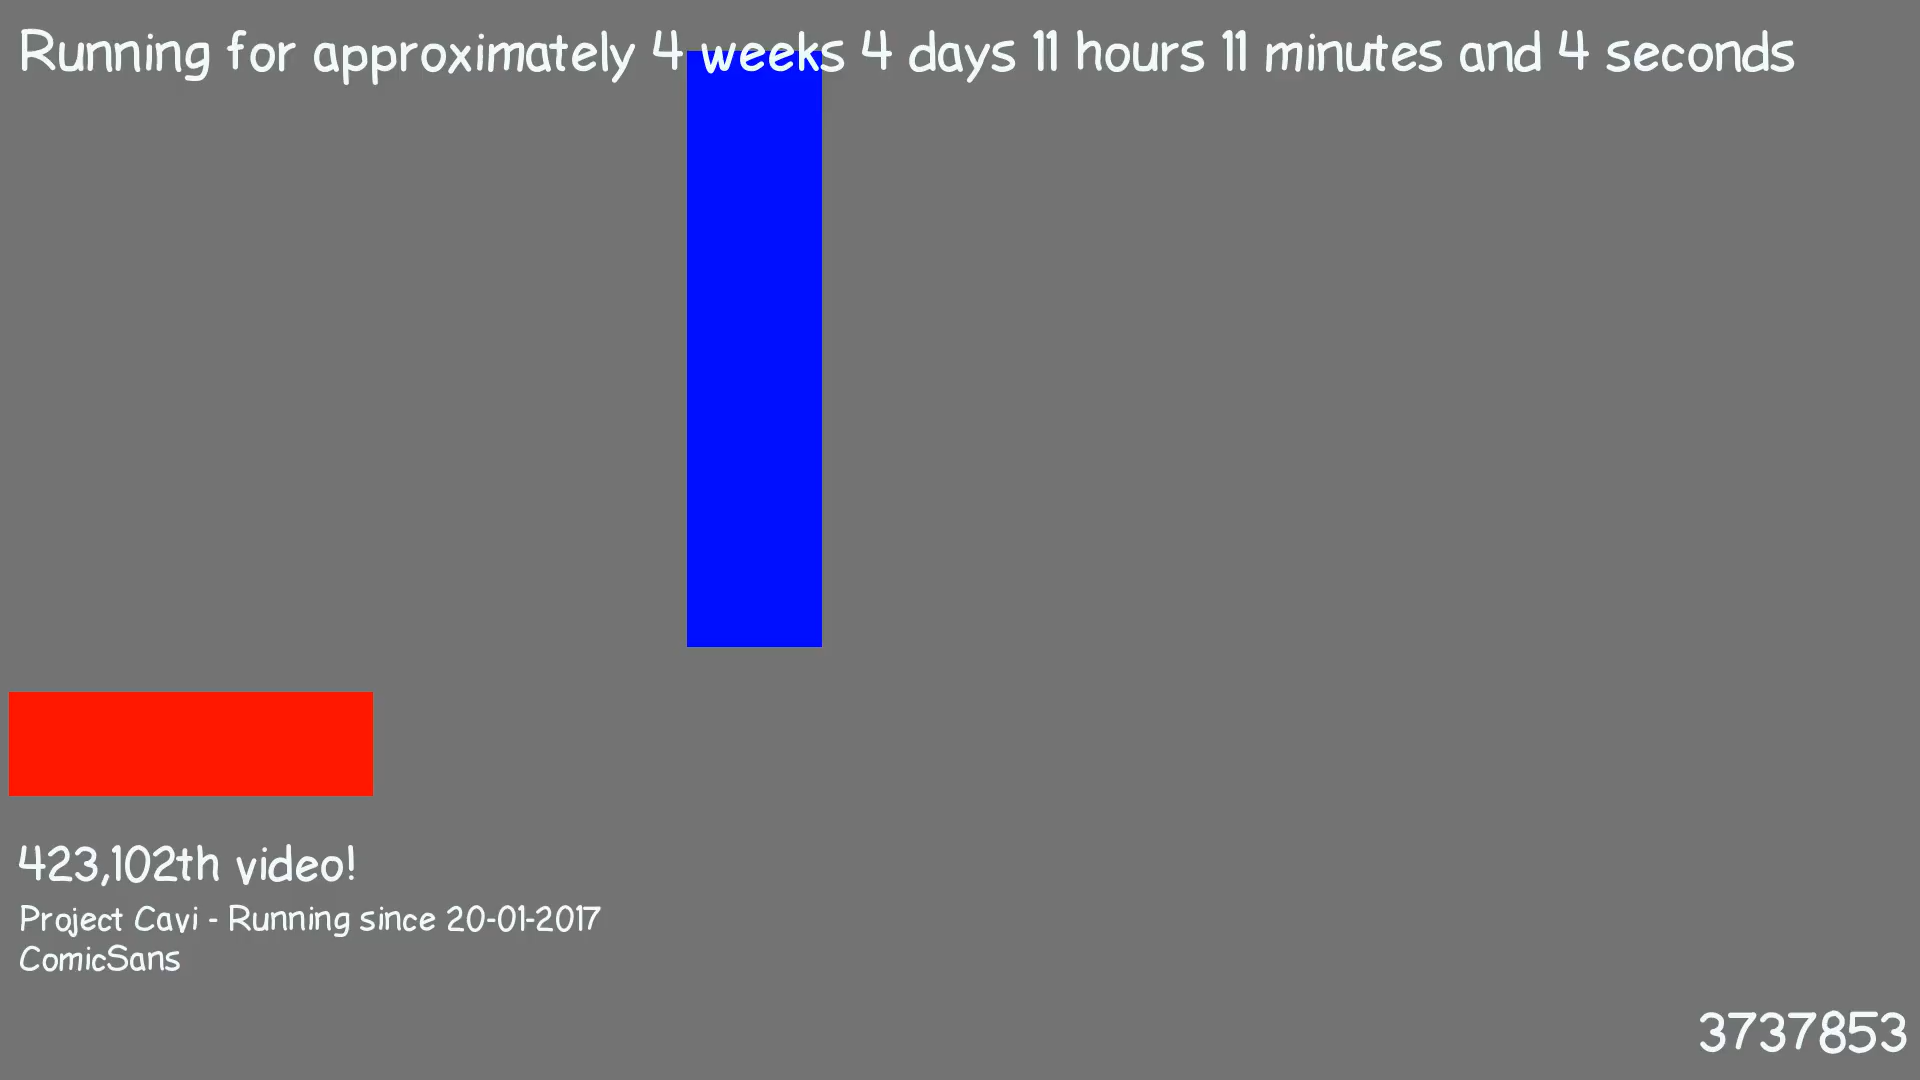 Running for approximately 4 weeks 4 days 11 hours 11 minutes and 4 seconds
423,102th video!
Project Cavi - Running since 20-01-2017
ComicSans
3737853